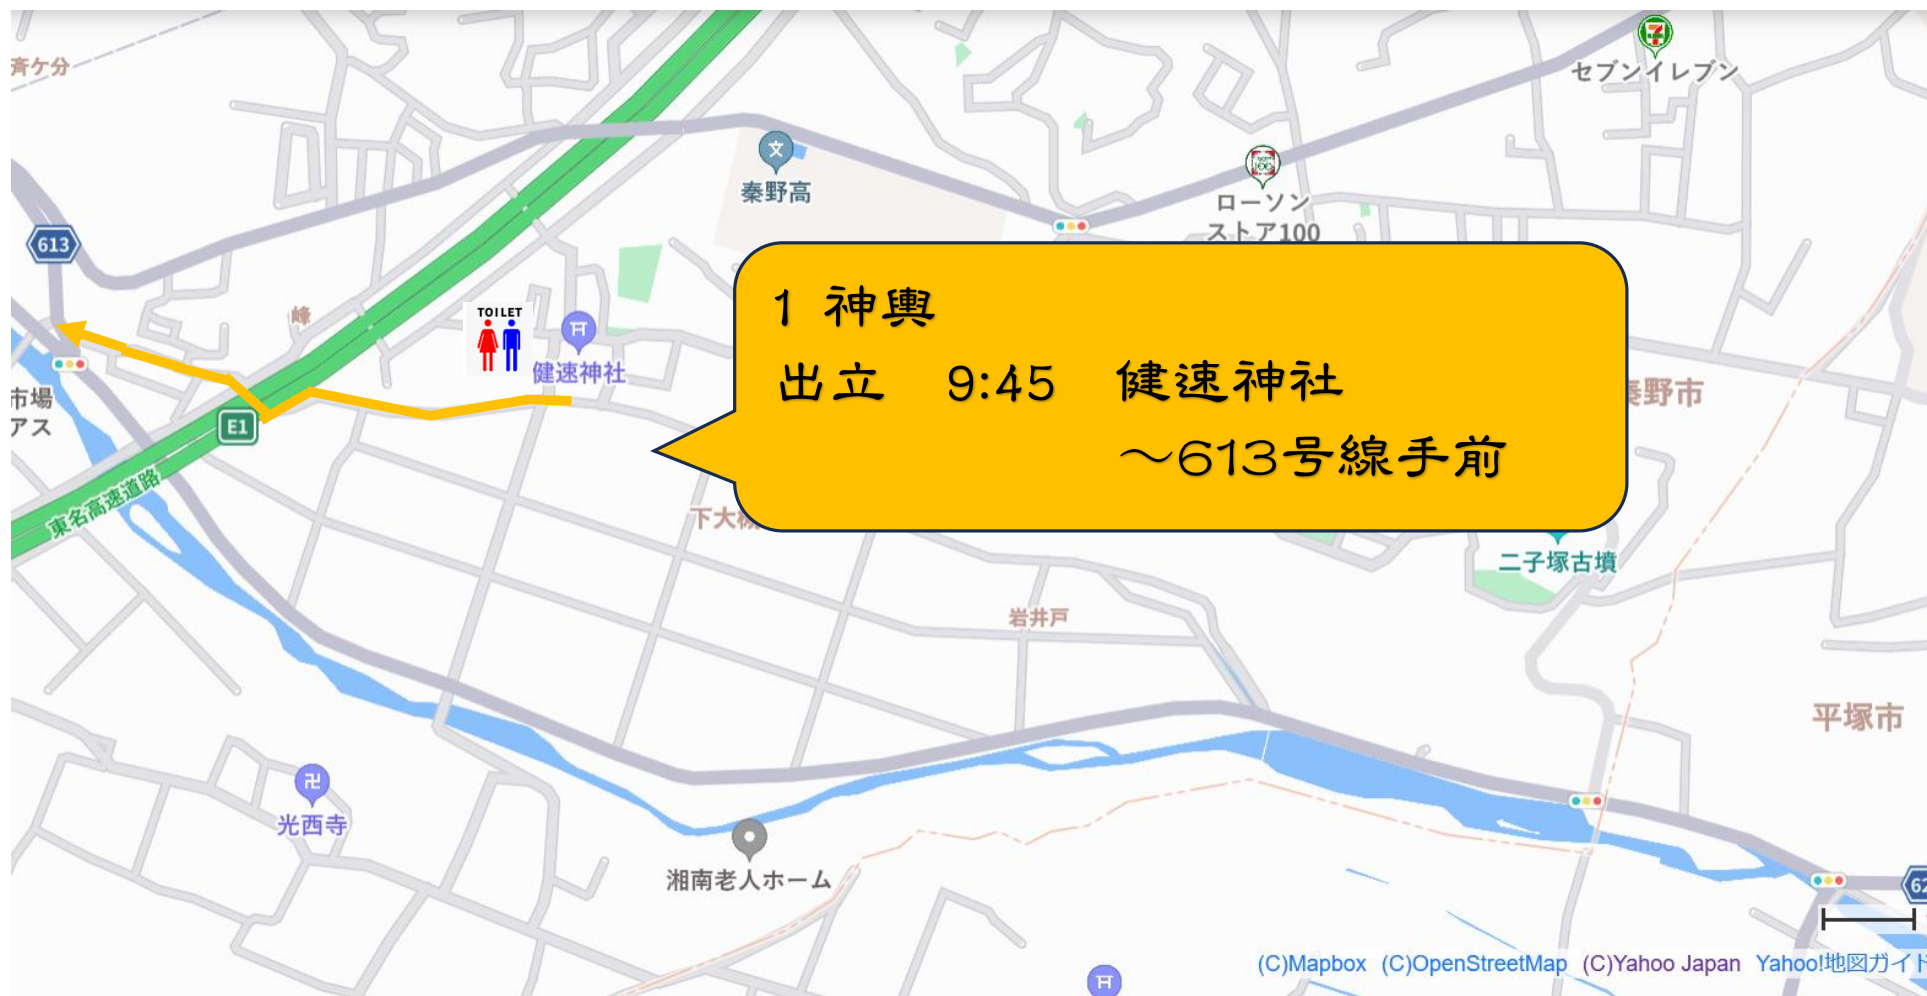 斉ケ分
セブンイレブン
秦野高
ローソン
ストア100
613
TOILET
峰
健速神社
1 神輿
出立 9:45 健速神社
～613号線手前
市場
アス
E1
東名高速道路
秦野市
下大槻
二子塚古墳
岩井戸
平塚市
光西寺
湘南老人ホーム
62
(C)Mapbox (C)OpenStreetMap (C)Yahoo Japan Yahoo!地図ガイド